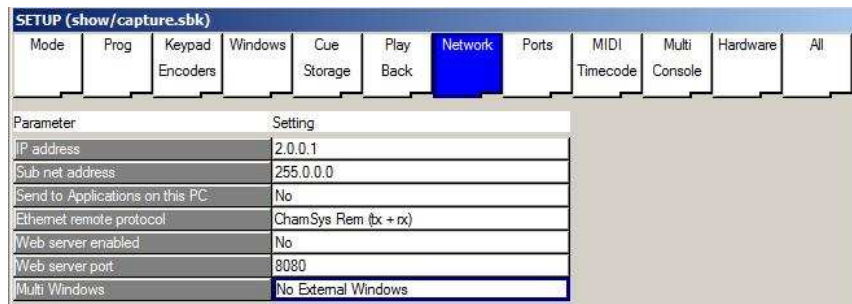 SETUP (show/capture.sbk)
Mode Prog Keypad Encoders Windows Cue Storage Play Back Network Ports MIDI Timecode Multi Console Hardware All
Parameter Setting
IP address 2.0.0.1
Sub net address 255.0.0.0
Send to Applications on this PC No
Ethernet remote protocol ChamSys Rem (tx + rx)
Web server enabled No
Web server port 8080
Multi Windows No External Windows